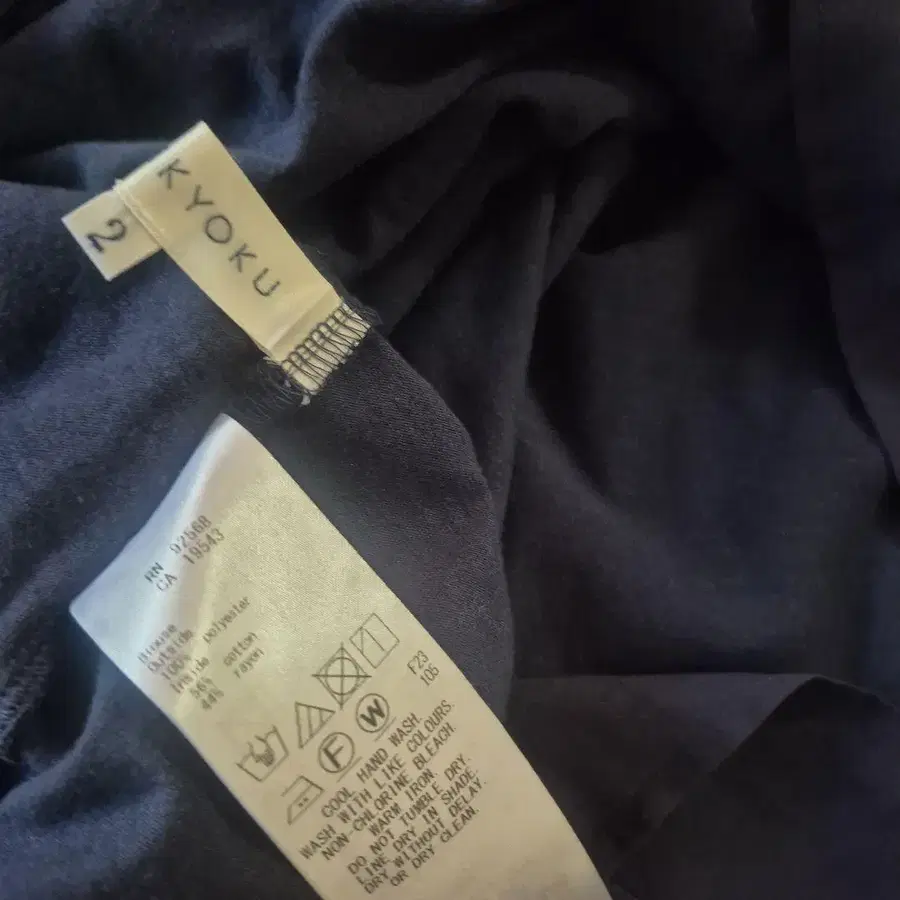 KYOKU
2
RN 92568
CA 19543
Blouse
Outside
100% polyester
Inside
56% cotton
44% rayon
F23
105
F
W
COOL HAND WASH.
WASH WITH LIKE COLOURS.
NON-CHLORINE BLEACH.
WARM IRON.
DO NOT TUMBLE DRY.
LINE DRY IN SHADE.
DRY WITHOUT DELAY.
OR DRY CLEAN.